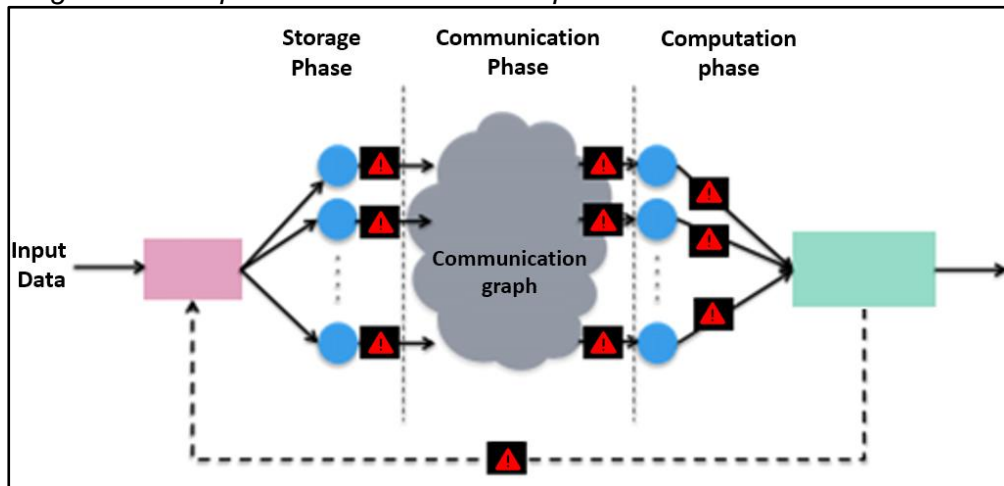 Storage
Phase
Communication
Phase
Computation
phase
Input
Data
Communication
graph